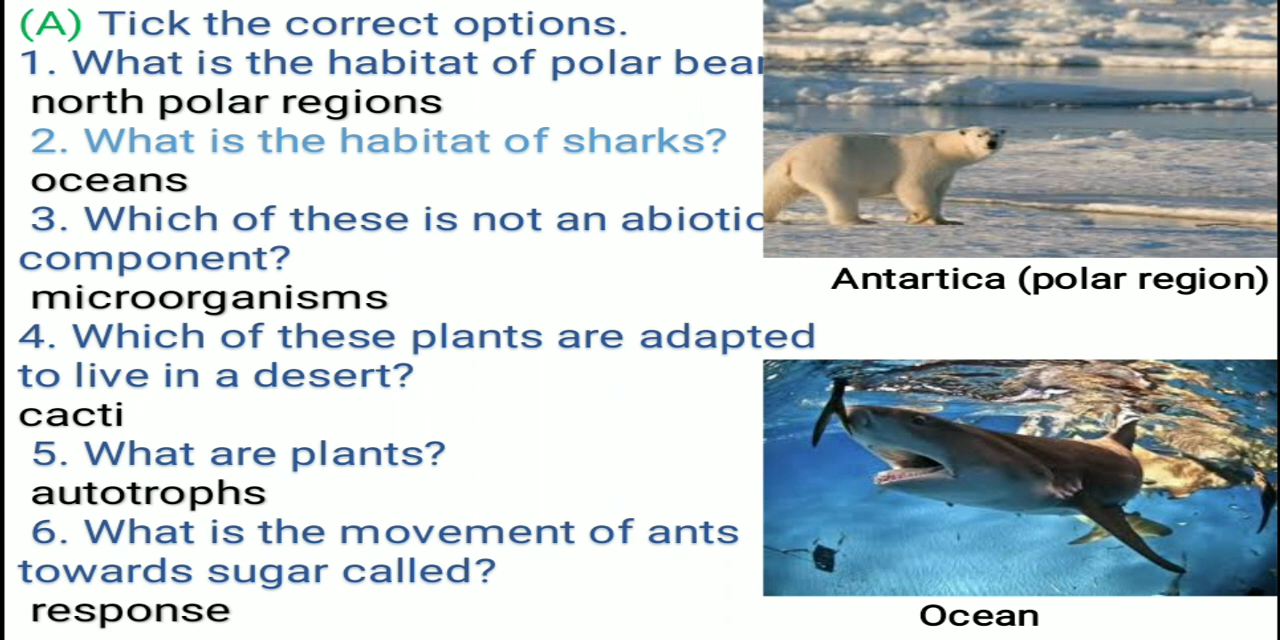 (A) Tick the correct options.
1. What is the habitat of polar bear
north polar regions
2. What is the habitat of sharks?
oceans
3. Which of these is not an abiotic
component?
microorganisms
4. Which of these plants are adapted
to live in a desert?
cacti
5. What are plants?
autotrophs
6. What is the movement of ants
towards sugar called?
response
Antartica (polar region)
Ocean